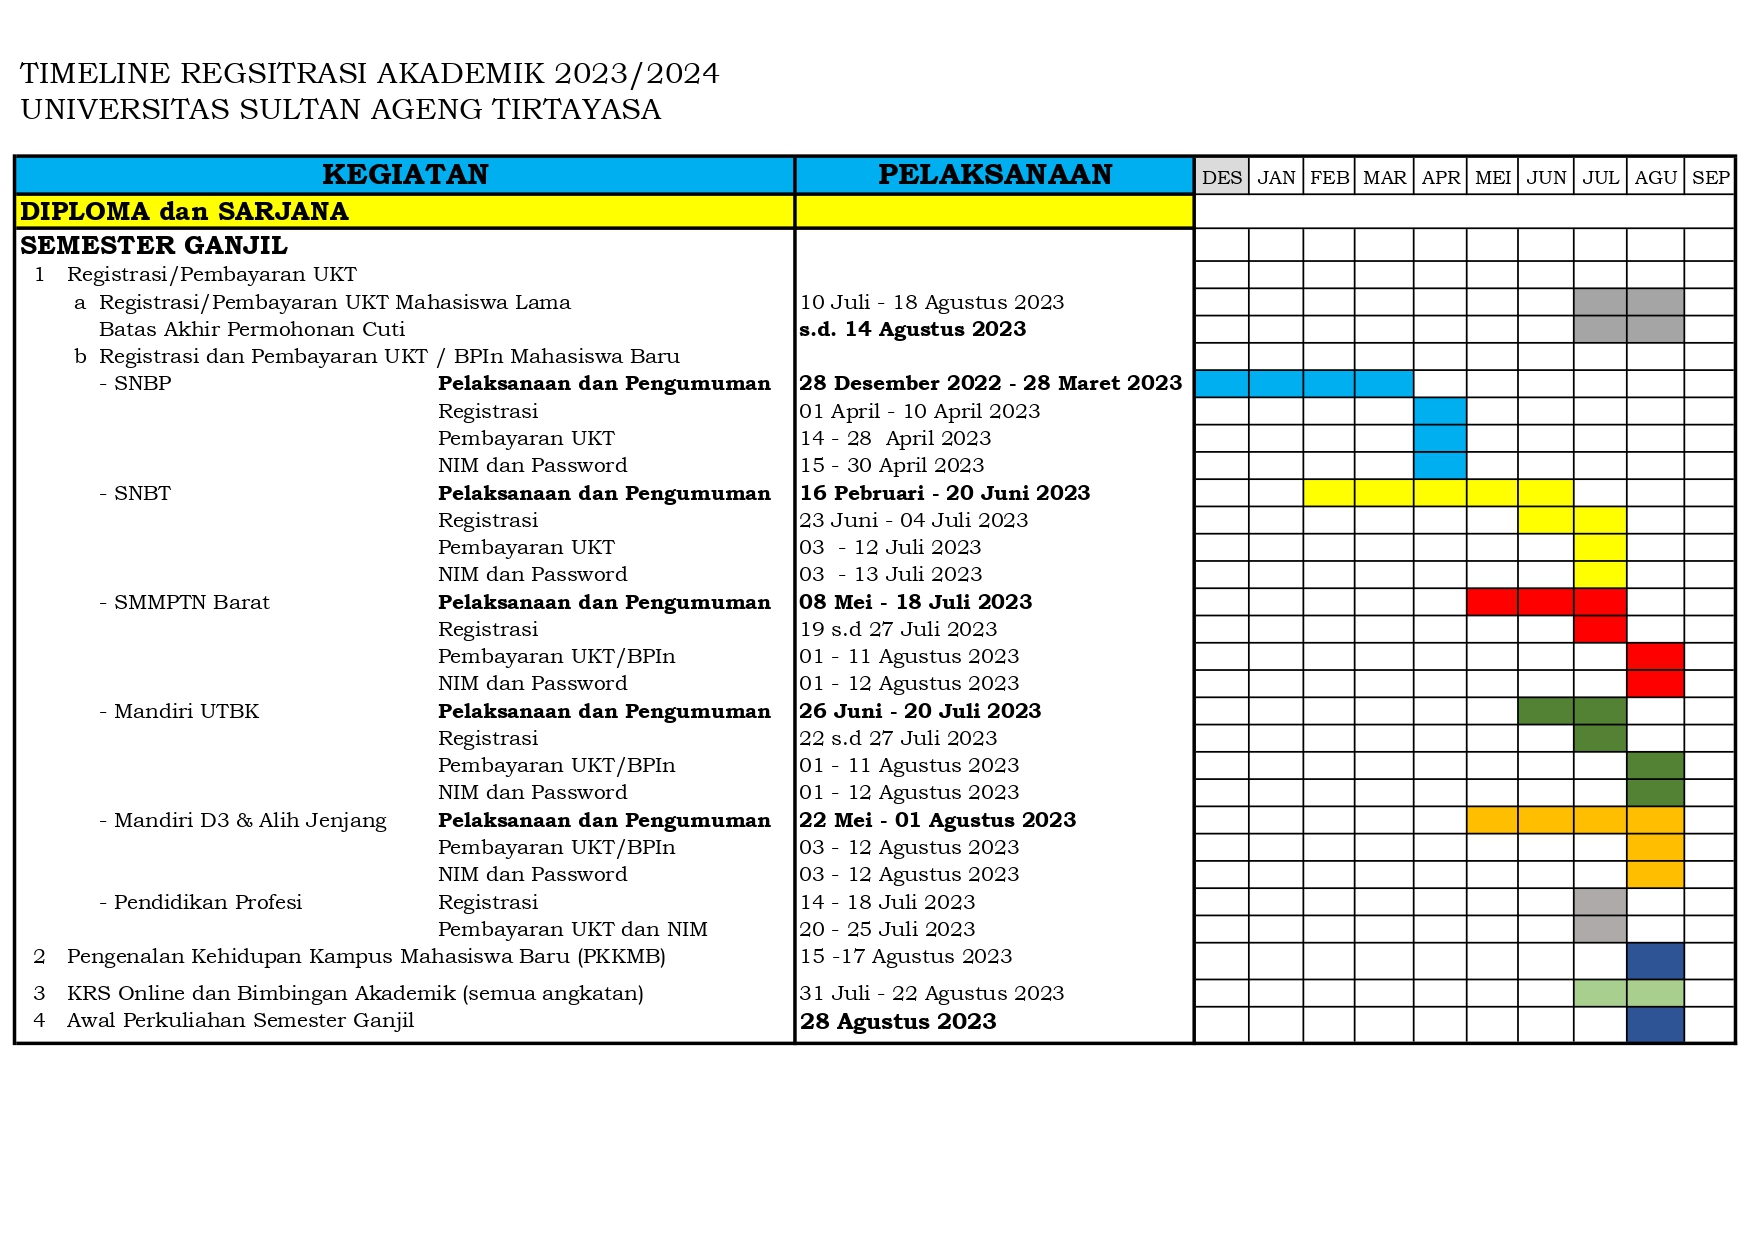 TIMELINE REGSITRASI AKADEMIK 2023/2024
UNIVERSITAS SULTAN AGENG TIRTAYASA
KEGIATAN PELAKSANAAN DES JAN FEB MAR APR MEI JUN JUL AGU SEP
DIPLOMA dan SARJANA
SEMESTER GANJIL
1 Registrasi/Pembayaran UKT
a Registrasi/Pembayaran UKT Mahasiswa Lama 10 Juli - 18 Agustus 2023
Batas Akhir Permohonan Cuti s.d. 14 Agustus 2023
b Registrasi dan Pembayaran UKT / BPIn Mahasiswa Baru
- SNBP Pelaksanaan dan Pengumuman 28 Desember 2022 - 28 Maret 2023
Registrasi 01 April - 10 April 2023
Pembayaran UKT 14 - 28  April 2023
NIM dan Password 15 - 30 April 2023
- SNBT Pelaksanaan dan Pengumuman 16 Pebruari - 20 Juni 2023
Registrasi 23 Juni - 04 Juli 2023
Pembayaran UKT 03  - 12 Juli 2023
NIM dan Password 03  - 13 Juli 2023
- SMMPTN Barat Pelaksanaan dan Pengumuman 08 Mei - 18 Juli 2023
Registrasi 19 s.d 27 Juli 2023
Pembayaran UKT/BPIn 01 - 11 Agustus 2023
NIM dan Password 01 - 12 Agustus 2023
- Mandiri UTBK Pelaksanaan dan Pengumuman 26 Juni - 20 Juli 2023
Registrasi 22 s.d 27 Juli 2023
Pembayaran UKT/BPIn 01 - 11 Agustus 2023
NIM dan Password 01 - 12 Agustus 2023
- Mandiri D3 & Alih Jenjang Pelaksanaan dan Pengumuman 22 Mei - 01 Agustus 2023
Pembayaran UKT/BPIn 03 - 12 Agustus 2023
NIM dan Password 03 - 12 Agustus 2023
- Pendidikan Profesi Registrasi 14 - 18 Juli 2023
Pembayaran UKT dan NIM 20 - 25 Juli 2023
2 Pengenalan Kehidupan Kampus Mahasiswa Baru (PKKMB) 15 -17 Agustus 2023
3 KRS Online dan Bimbingan Akademik (semua angkatan) 31 Juli - 22 Agustus 2023
4 Awal Perkuliahan Semester Ganjil 28 Agustus 2023